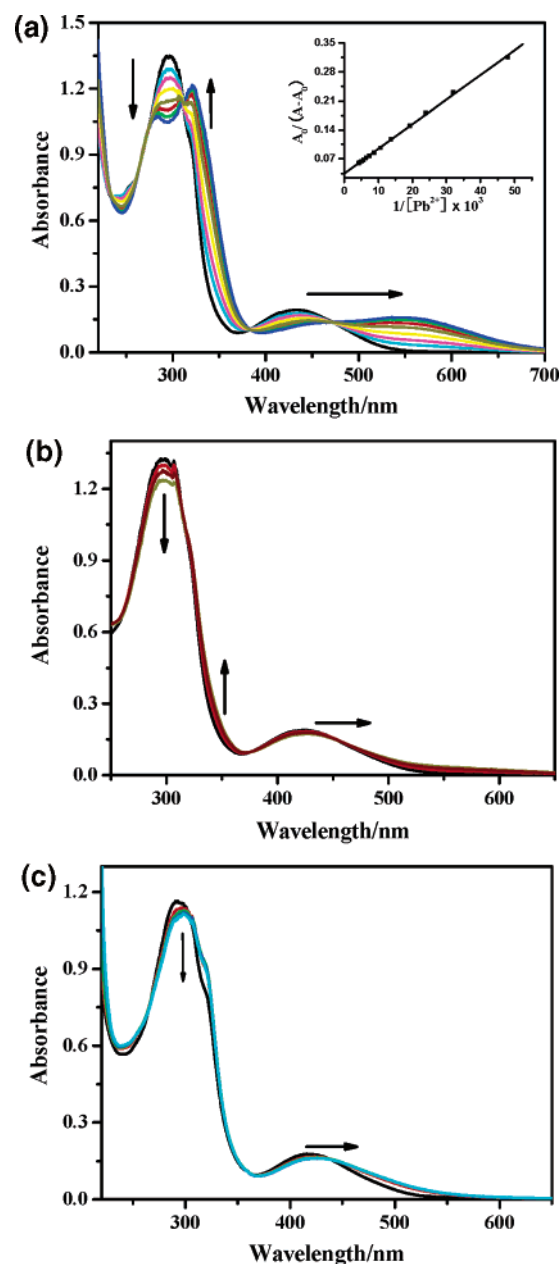 (a)
1.5
1.2
0.9
0.6
0.3
0.0
Absorbance
300 400 500 600 700
Wavelength/nm
0.35
0.28
0.21
0.14
0.07
A₀/(A-A₀)
0 10 20 30 40 50
1/[Pb²⁺] x 10³
(b)
1.2
0.9
0.6
0.3
0.0
Absorbance
300 400 500 600
Wavelength/nm
(c)
1.2
0.9
0.6
0.3
0.0
Absorbance
300 400 500 600
Wavelength/nm